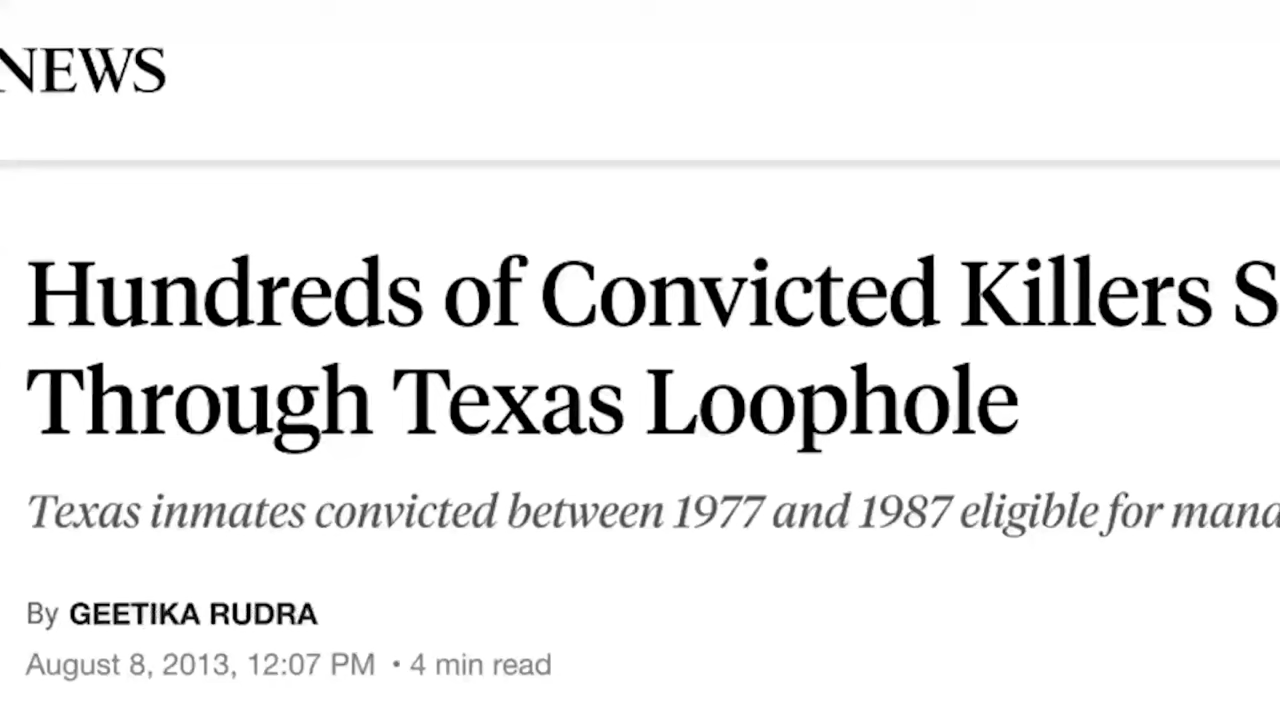 NEWS
Hundreds of Convicted Killers S
Through Texas Loophole
Texas inmates convicted between 1977 and 1987 eligible for mand
By GEETIKA RUDRA
August 8, 2013, 12:07 PM • 4 min read